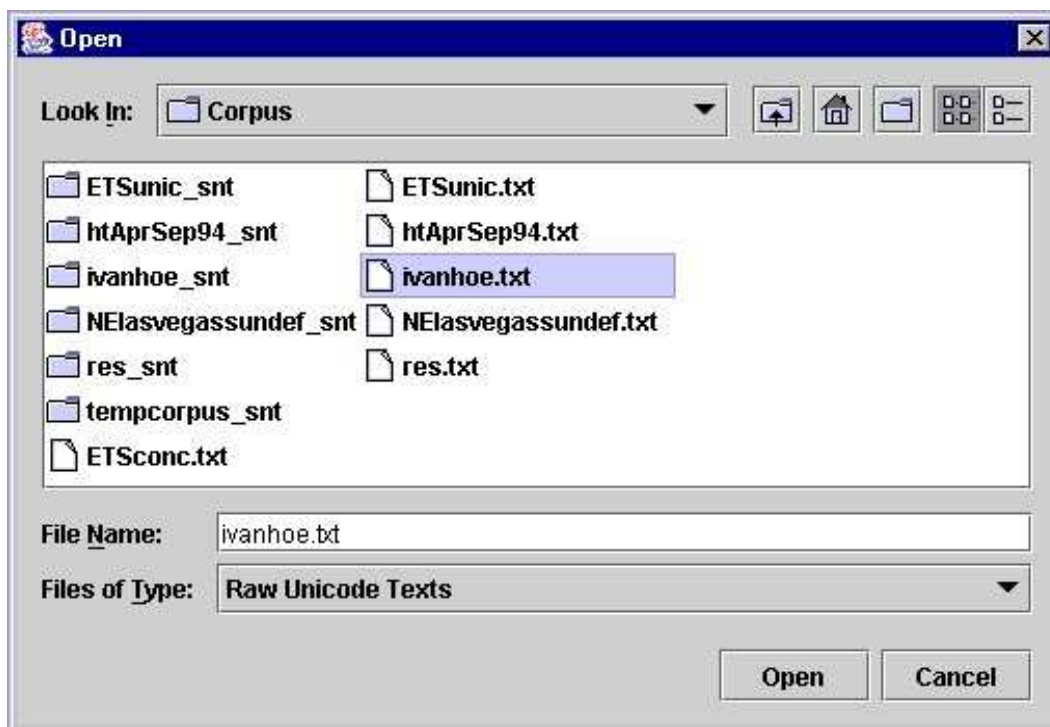 Open
Look In: Corpus
ETSunic_snt
htAprSep94_snt
ivanhoe_snt
NElasvegassundef_snt
res_snt
tempcorpus_snt
ETSconc.txt
ETSunic.txt
htAprSep94.txt
ivanhoe.txt
NElasvegassundef.txt
res.txt
File Name: ivanhoe.txt
Files of Type: Raw Unicode Texts
Open Cancel